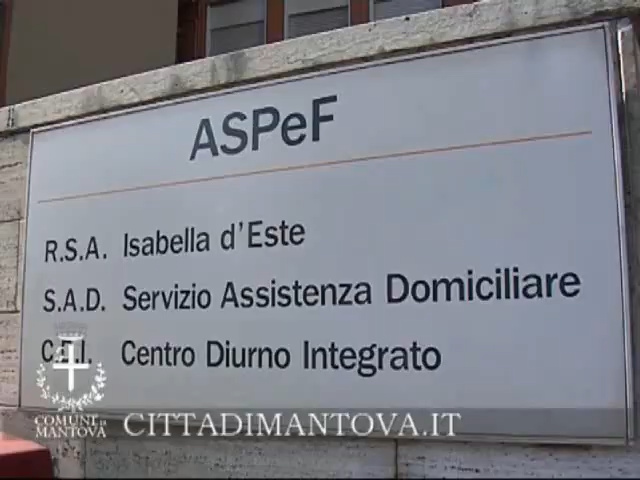 ASPeF
R.S.A. Isabella d'Este
S.A.D. Servizio Assistenza Domiciliare
C.D.I. Centro Diurno Integrato
COMUNE di
MANTOVA
CITTADIMANTOVA.IT